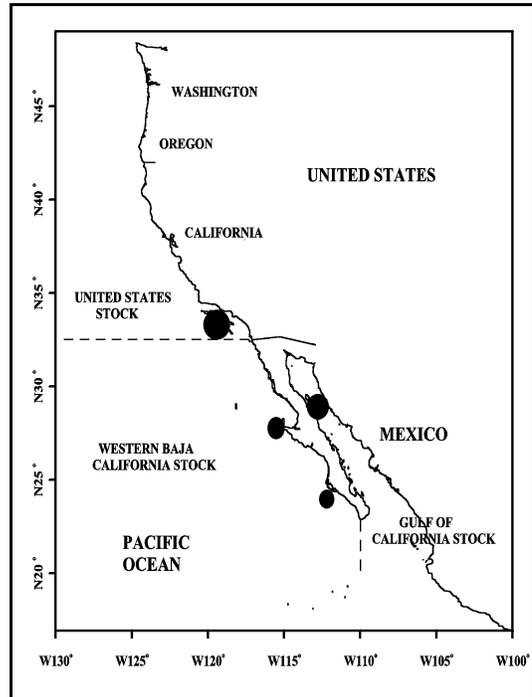 WASHINGTON
OREGON
UNITED STATES
CALIFORNIA
UNITED STATES
STOCK
MEXICO
WESTERN BAJA
CALIFORNIA STOCK
GULF OF
CALIFORNIA STOCK
PACIFIC
OCEAN
N45°
N40°
N35°
N30°
N25°
N20°
W130°
W125°
W120°
W115°
W110°
W105°
W100°